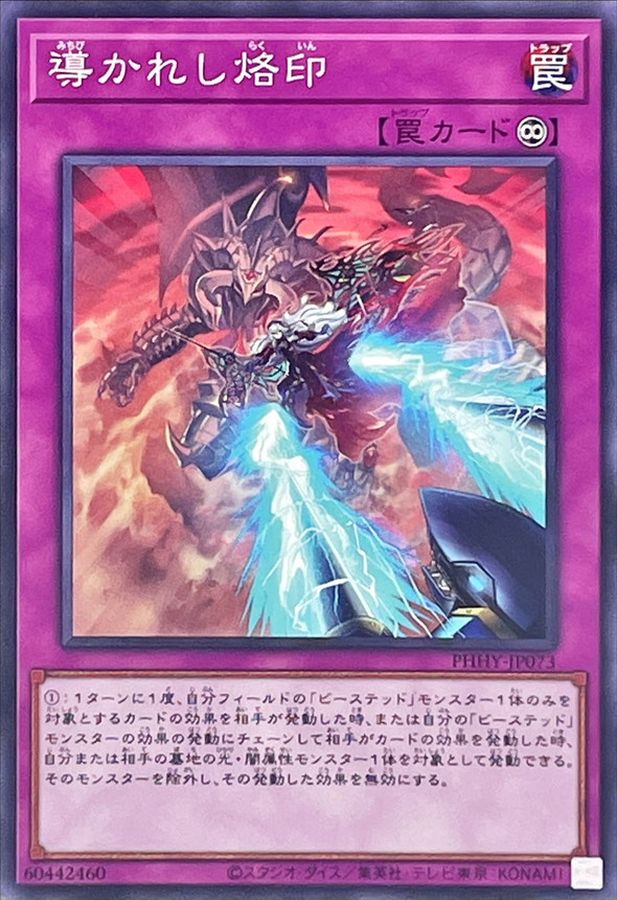 導かれし烙印
罠
【罠カード】
PHHY-JP073
①:1ターンに1度、自分フィールドの「ビーステッド」モンスター1体のみを
対象とするカードの効果を相手が発動した時、または自分の「ビーステッド」
モンスターの効果の発動にチェーンして相手がカードの効果を発動した時、
自分または相手の墓地の光・闇属性モンスター1体を対象として発動できる。
そのモンスターを除外し、その発動した効果を無効にする。
60442460
©スタジオ・ダイス/集英社・テレビ東京 KONAMI